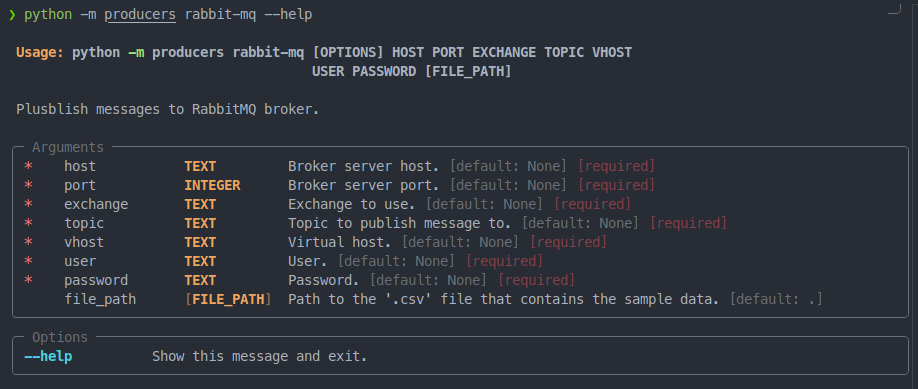 ❯ python -m producers rabbit-mq --help
Usage: python -m producers rabbit-mq [OPTIONS] HOST PORT EXCHANGE TOPIC VHOST
USER PASSWORD [FILE_PATH]
Plusblish messages to RabbitMQ broker.
Arguments
* host TEXT Broker server host. [default: None] [required]
* port INTEGER Broker server port. [default: None] [required]
* exchange TEXT Exchange to use. [default: None] [required]
* topic TEXT Topic to publish message to. [default: None] [required]
* vhost TEXT Virtual host. [default: None] [required]
* user TEXT User. [default: None] [required]
* password TEXT Password. [default: None] [required]
file_path [FILE_PATH] Path to the '.csv' file that contains the sample data. [default: .]
Options
--help Show this message and exit.